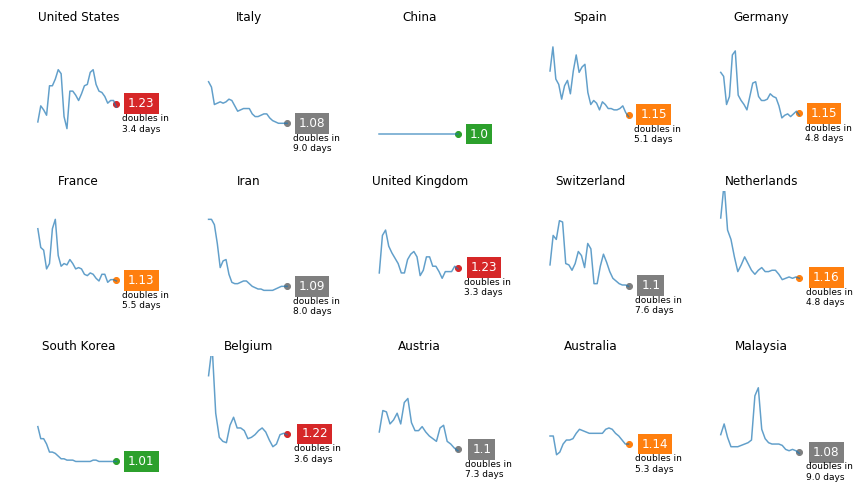 United States
1.23
doubles in
3.4 days
Italy
1.08
doubles in
9.0 days
China
1.0
Spain
1.15
doubles in
5.1 days
Germany
1.15
doubles in
4.8 days
France
1.13
doubles in
5.5 days
Iran
1.09
doubles in
8.0 days
United Kingdom
1.23
doubles in
3.3 days
Switzerland
1.1
doubles in
7.6 days
Netherlands
1.16
doubles in
4.8 days
South Korea
1.01
Belgium
1.22
doubles in
3.6 days
Austria
1.1
doubles in
7.3 days
Australia
1.14
doubles in
5.3 days
Malaysia
1.08
doubles in
9.0 days